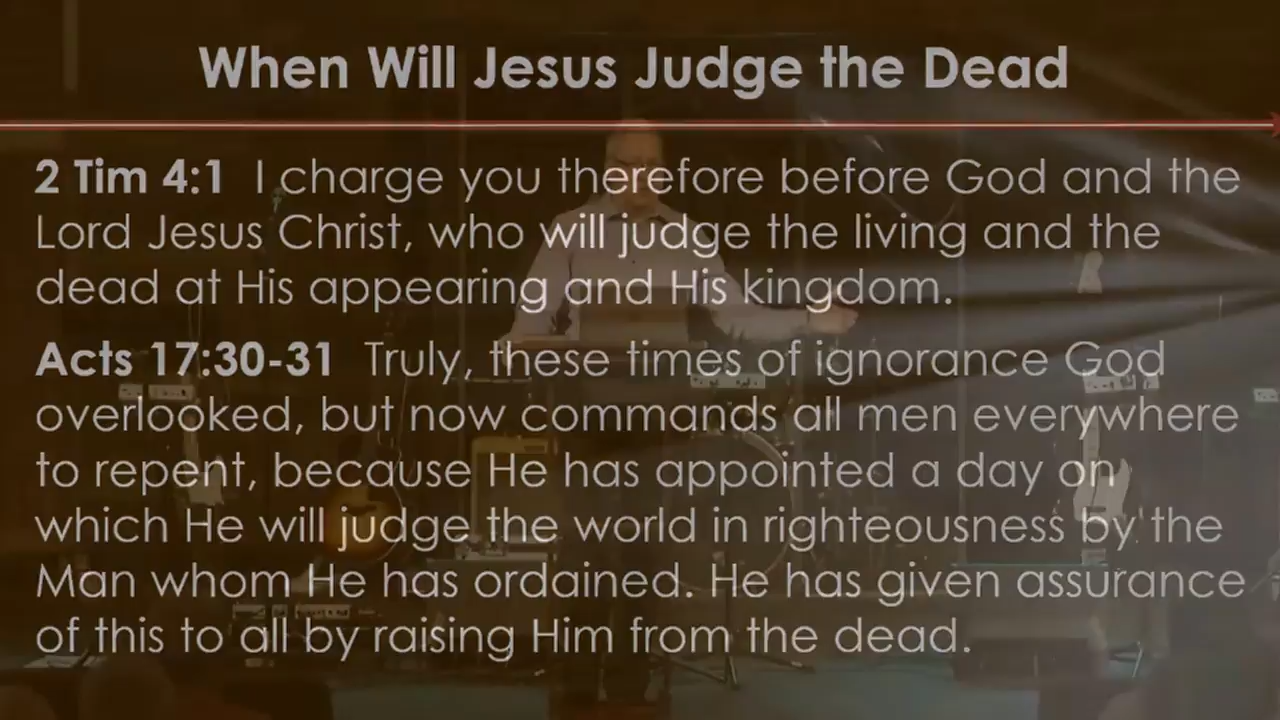 When Will Jesus Judge the Dead
2 Tim 4:1 I charge you therefore before God and the
Lord Jesus Christ, who will judge the living and the
dead at His appearing and His kingdom.
Acts 17:30-31 Truly, these times of ignorance God
overlooked, but now commands all men everywhere
to repent, because He has appointed a day on
which He will judge the world in righteousness by the
Man whom He has ordained. He has given assurance
of this to all by raising Him from the dead.